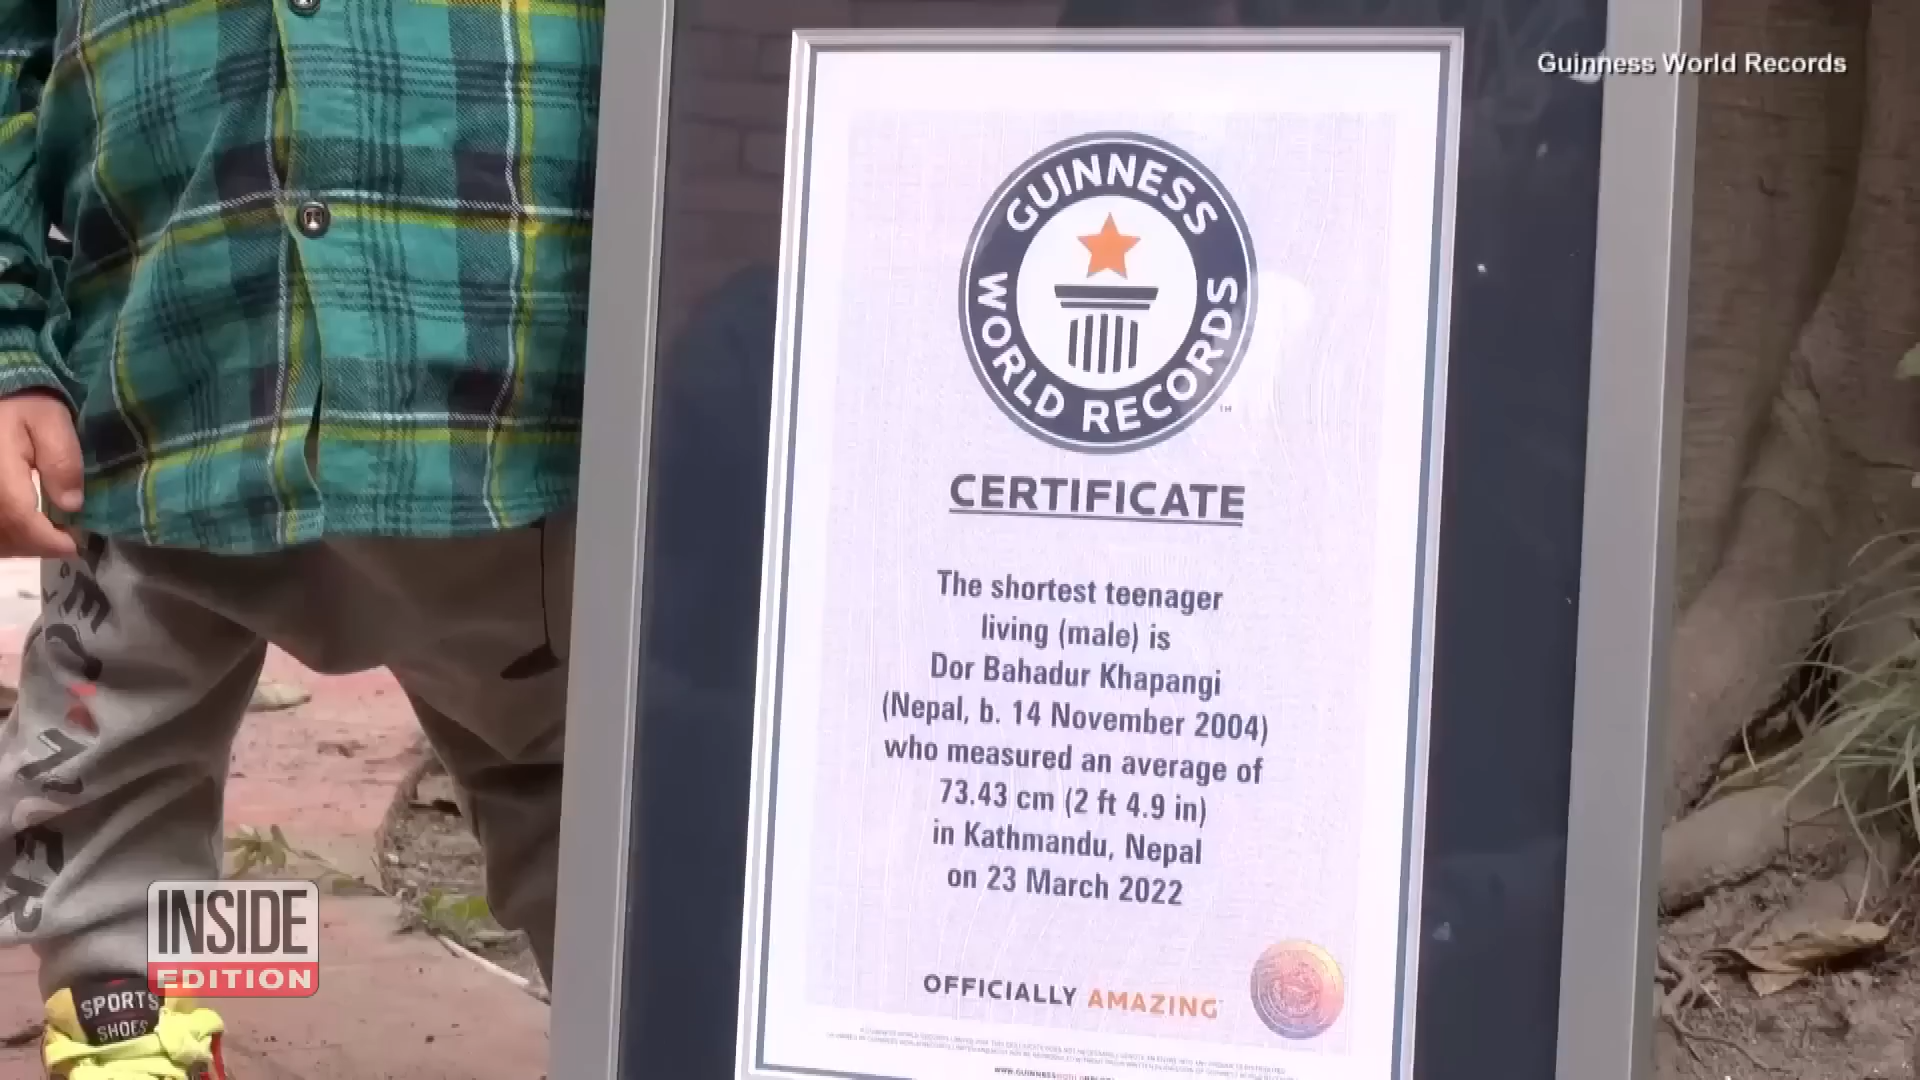 Guinness World Records
GUINNESS
WORLD RECORDS
TM
CERTIFICATE
The shortest teenager
living (male) is
Dor Bahadur Khapangi
(Nepal, b. 14 November 2004)
who measured an average of
73.43 cm (2 ft 4.9 in)
in Kathmandu, Nepal
on 23 March 2022
OFFICIALLY AMAZING
INSIDE
EDITION
SPORTS
SHOES